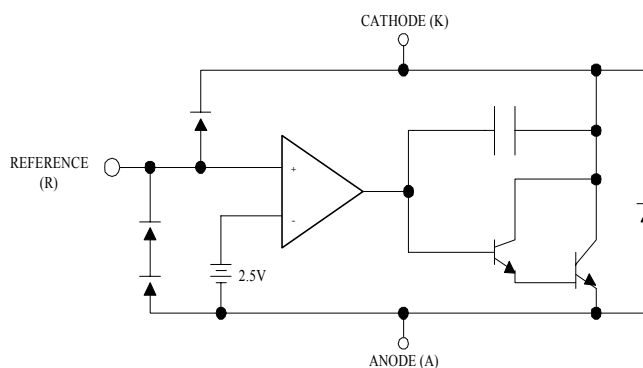 CATHODE (K)
REFERENCE
(R)
+
-
2.5V
ANODE (A)